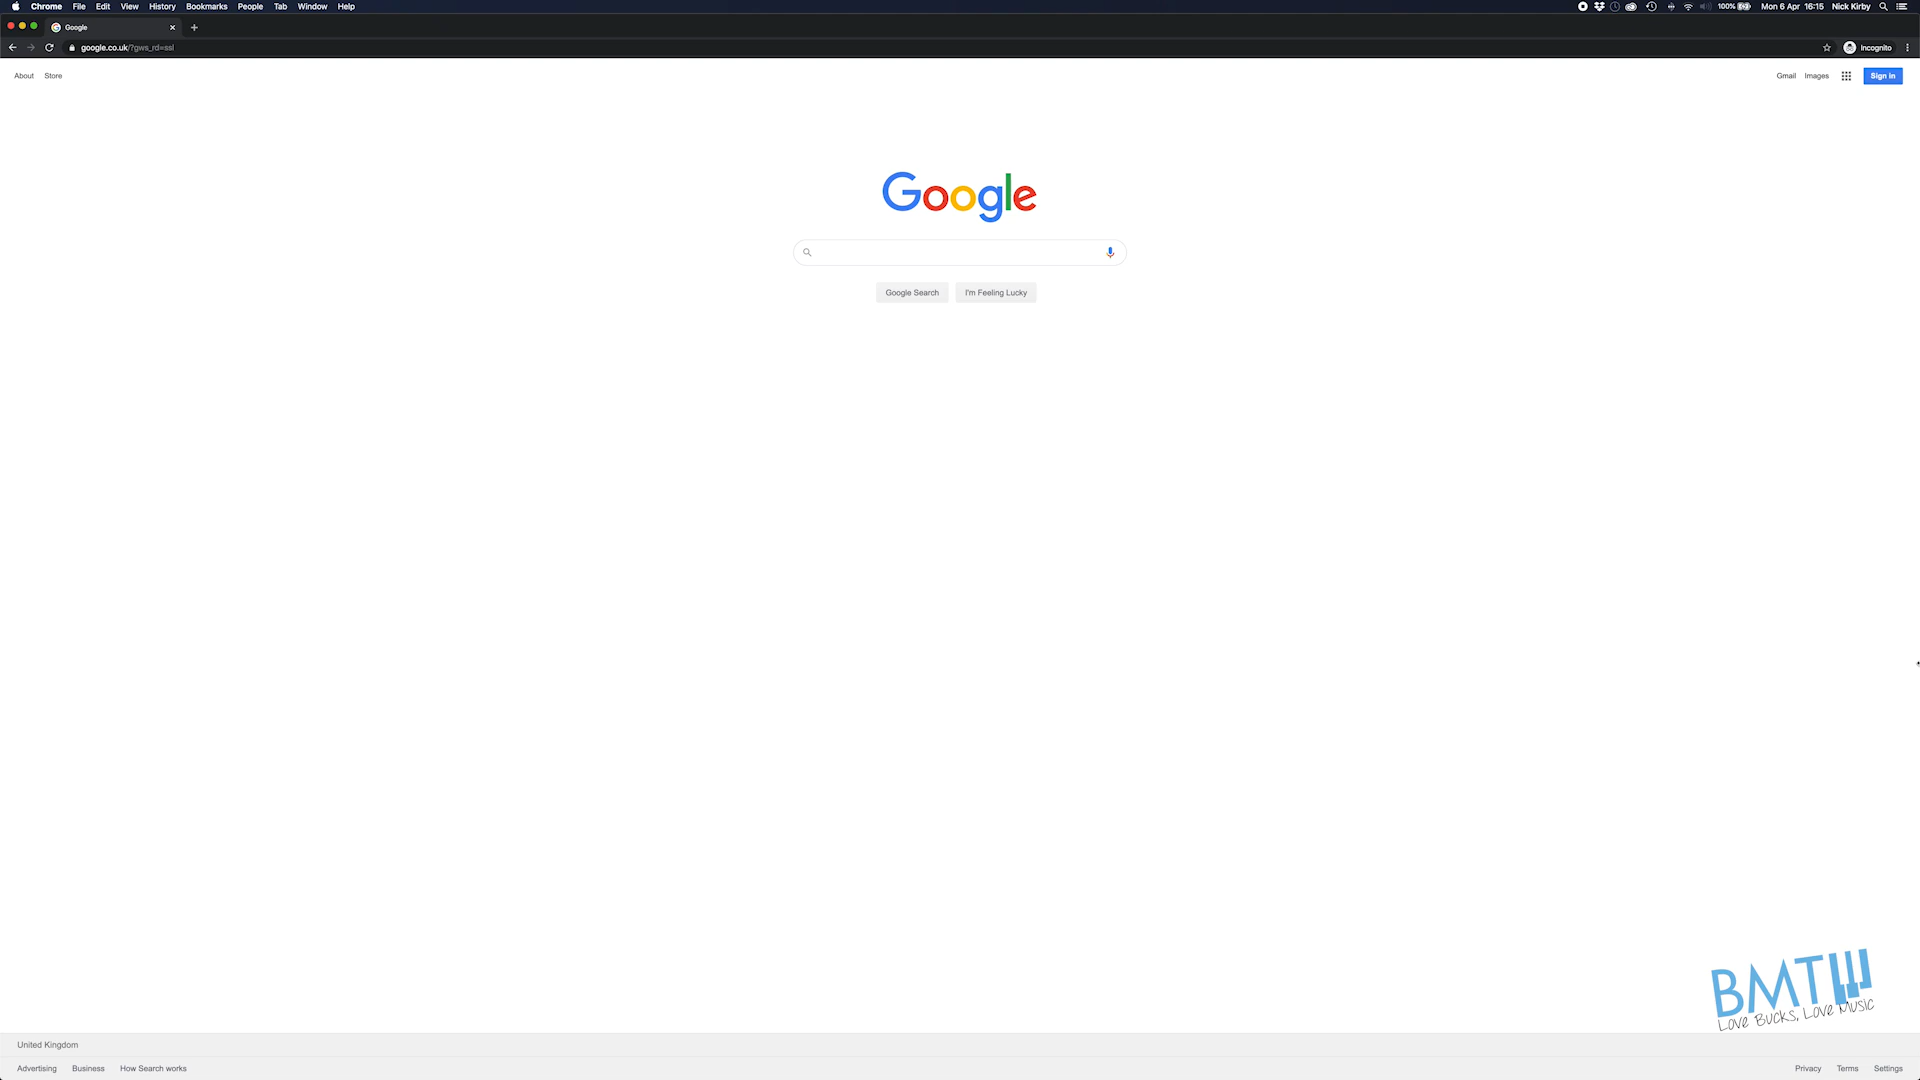 Chrome File Edit View History Bookmarks People Tab Window Help 100% Mon 6 Apr 16:15 Nick Kirby
Google
google.co.uk/?gws_rd=ssl Incognito
About Store Gmail Images Sign in
Google
Google Search I'm Feeling Lucky
BMT
Love Bucks, Love Music
United Kingdom
Advertising Business How Search works Privacy Terms Settings